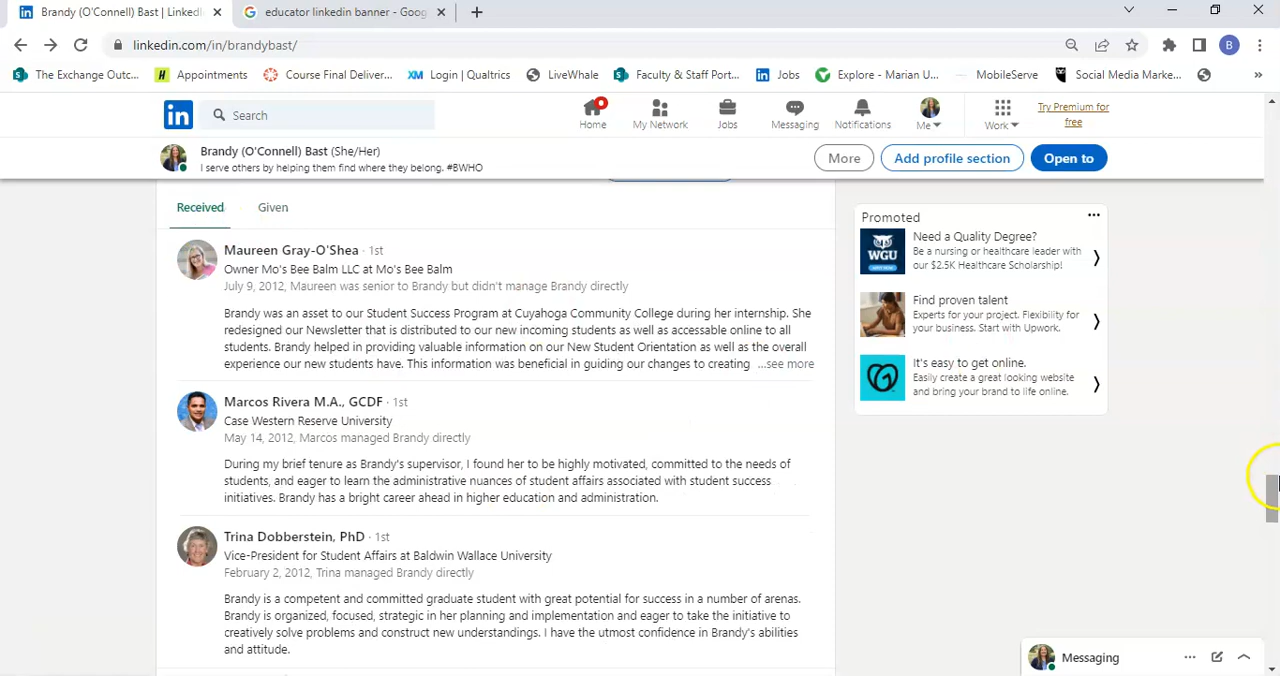 Brandy (O'Connell) Bast | LinkedI
educator linkedin banner - Goog
linkedin.com/in/brandybast/
B
The Exchange Outc...
Appointments
Course Final Deliver...
Login | Qualtrics
LiveWhale
Faculty & Staff Port...
Jobs
Explore - Marian U...
MobileServe
Social Media Marke...
Search
Home
My Network
Jobs
Messaging
Notifications
Me
Work
Try Premium for
free
Brandy (O'Connell) Bast (She/Her)
I serve others by helping them find where they belong. #BWHO
More
Add profile section
Open to
Received
Given
Maureen Gray-O'Shea · 1st
Owner Mo's Bee Balm LLC at Mo's Bee Balm
July 9, 2012, Maureen was senior to Brandy but didn't manage Brandy directly
Brandy was an asset to our Student Success Program at Cuyahoga Community College during her internship. She
redesigned our Newsletter that is distributed to our new incoming students as well as accessable online to all
students. Brandy helped in providing valuable information on our New Student Orientation as well as the overall
experience our new students have. This information was beneficial in guiding our changes to creating ...see more
Marcos Rivera M.A., GCDF · 1st
Case Western Reserve University
May 14, 2012, Marcos managed Brandy directly
During my brief tenure as Brandy's supervisor, I found her to be highly motivated, committed to the needs of
students, and eager to learn the administrative nuances of student affairs associated with student success
initiatives. Brandy has a bright career ahead in higher education and administration.
Trina Dobberstein, PhD · 1st
Vice-President for Student Affairs at Baldwin Wallace University
February 2, 2012, Trina managed Brandy directly
Brandy is a competent and committed graduate student with great potential for success in a number of arenas.
Brandy is organized, focused, strategic in her planning and implementation and eager to take the initiative to
creatively solve problems and construct new understandings. I have the utmost confidence in Brandy's abilities
and attitude.
Promoted
WGU
Need a Quality Degree?
Be a nursing or healthcare leader with
our $2.5K Healthcare Scholarship!
Find proven talent
Experts for your project. Flexibility for
your business. Start with Upwork.
It's easy to get online.
Easily create a great looking website
and bring your brand to life online.
Messaging